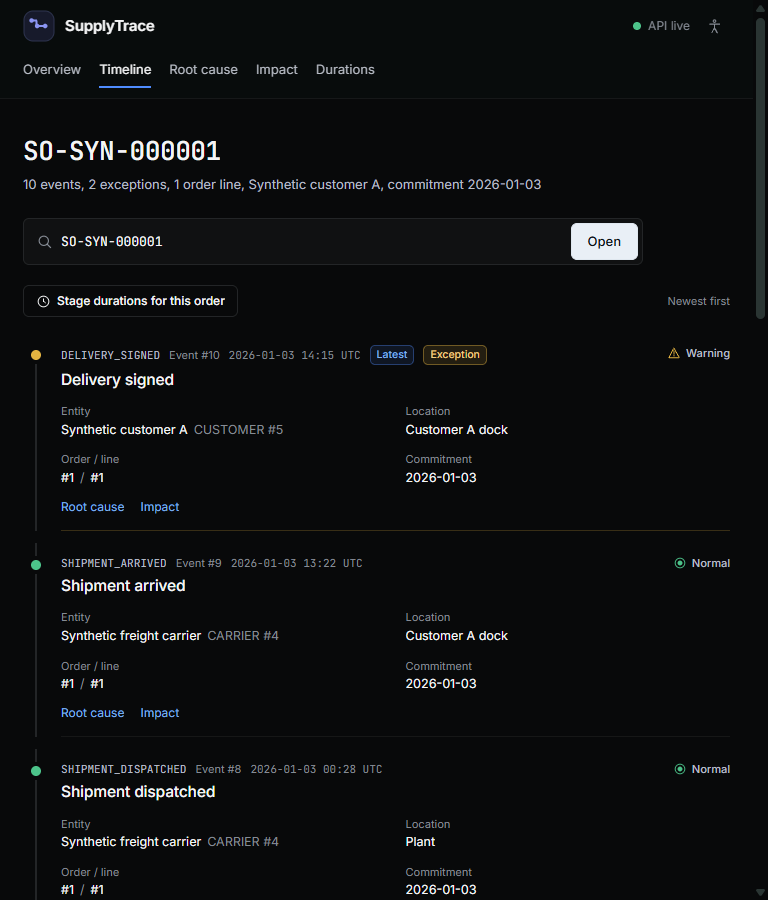 SupplyTrace
API live
Overview Timeline Root cause Impact Durations
SO-SYN-000001
10 events, 2 exceptions, 1 order line, Synthetic customer A, commitment 2026-01-03
SO-SYN-000001 Open
Stage durations for this order
Newest first
DELIVERY_SIGNED Event #10 2026-01-03 14:15 UTC Latest Exception
Warning
Delivery signed
Entity Location
Synthetic customer A CUSTOMER #5 Customer A dock
Order / line Commitment
#1 / #1 2026-01-03
Root cause Impact
SHIPMENT_ARRIVED Event #9 2026-01-03 13:22 UTC
Normal
Shipment arrived
Entity Location
Synthetic freight carrier CARRIER #4 Customer A dock
Order / line Commitment
#1 / #1 2026-01-03
Root cause Impact
SHIPMENT_DISPATCHED Event #8 2026-01-03 00:28 UTC
Normal
Shipment dispatched
Entity Location
Synthetic freight carrier CARRIER #4 Plant
Order / line Commitment
#1 / #1 2026-01-03